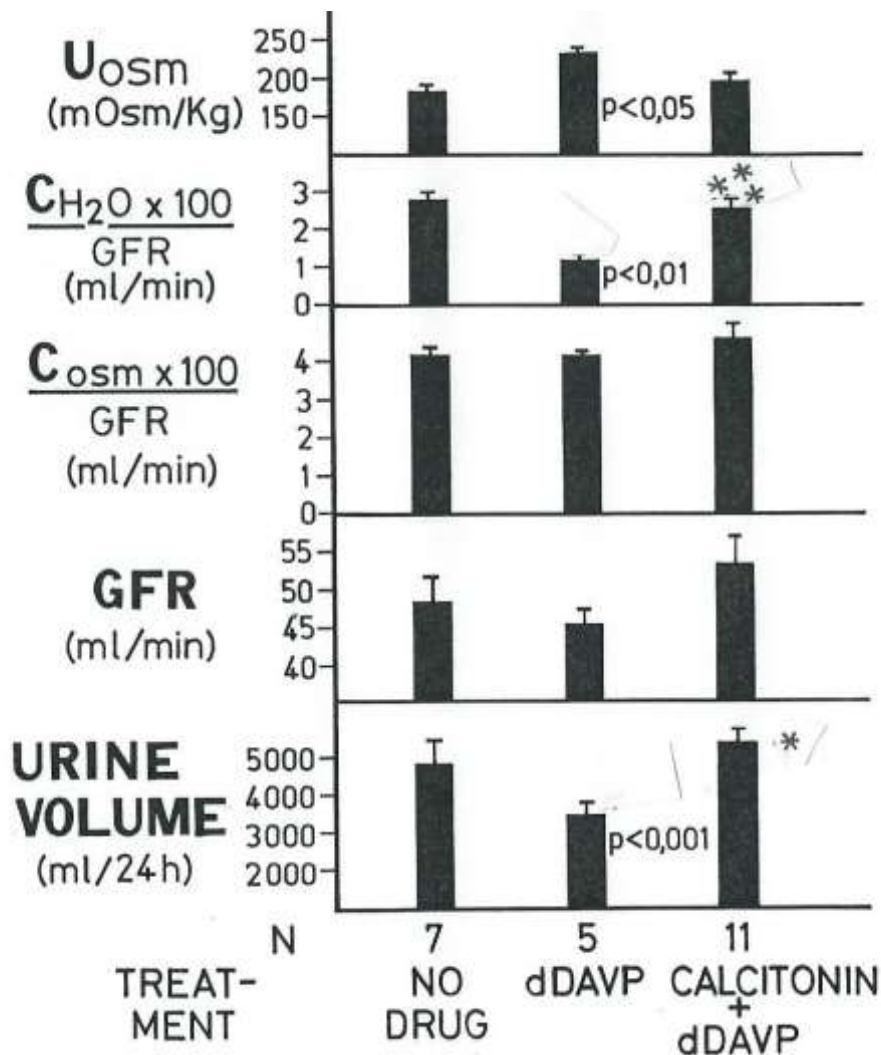 Uosm
(mOsm/Kg)
250
200
150
p<0,05
CH2O x 100
GFR
(ml/min)
3
2
1
0
p<0,01
***
Cosm x 100
GFR
(ml/min)
4
3
2
1
0
GFR
(ml/min)
55
50
45
40
URINE
VOLUME
(ml/24h)
5000
4000
3000
2000
p<0,001
*
N 7 5 11
TREAT-
MENT
NO
DRUG
dDAVP
CALCITONIN
+
dDAVP